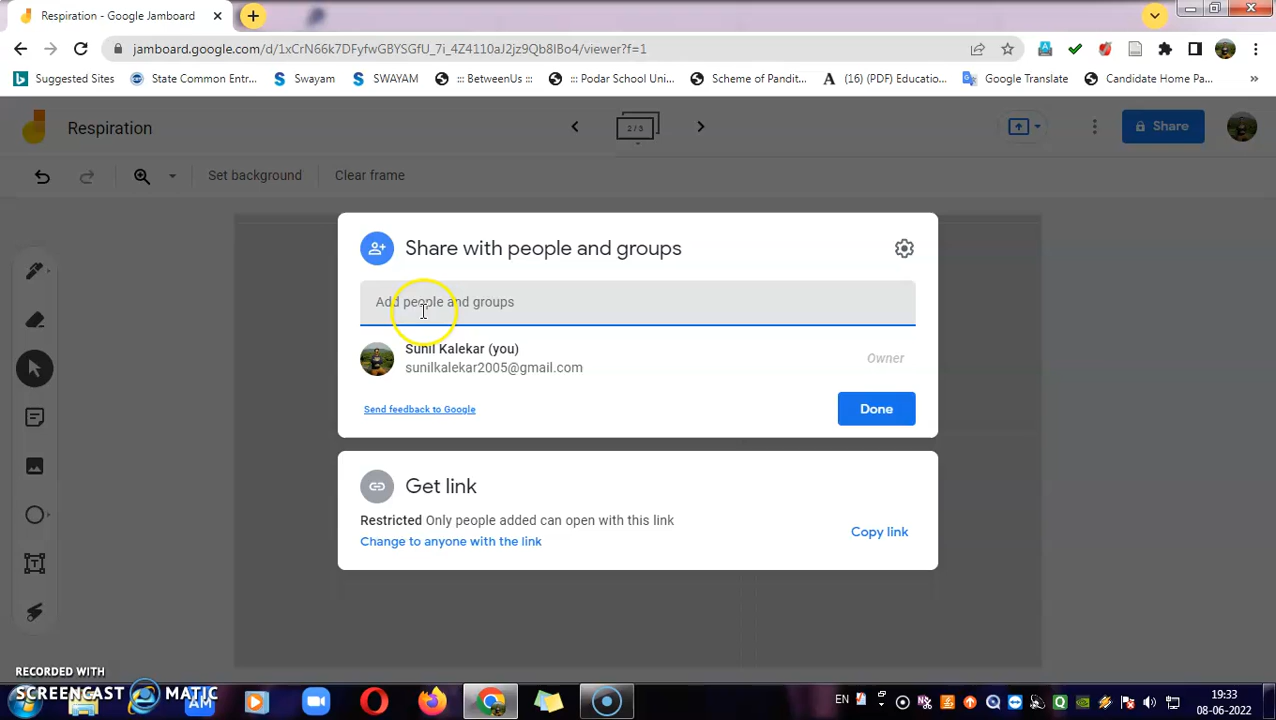 Respiration - Google Jamboard
jamboard.google.com/d/1xCrN66k7DFyfwGBYSGfU_7i_4Z4110aJ2jz9Qb8IBo4/viewer?f=1
Suggested Sites
State Common Entr...
Swayam
SWAYAM
::: BetweenUs :::
::: Podar School Uni...
Scheme of Pandit...
(16) (PDF) Educatio...
Google Translate
Candidate Home Pa...
Respiration
2 / 3
Share
Set background
Clear frame
Share with people and groups
Add people and groups
Sunil Kalekar (you)
sunilkalekar2005@gmail.com
Owner
Send feedback to Google
Done
Get link
Restricted Only people added can open with this link
Change to anyone with the link
Copy link
RECORDED WITH
SCREENCAST MATIC
AM
EN
19:33
08-06-2022